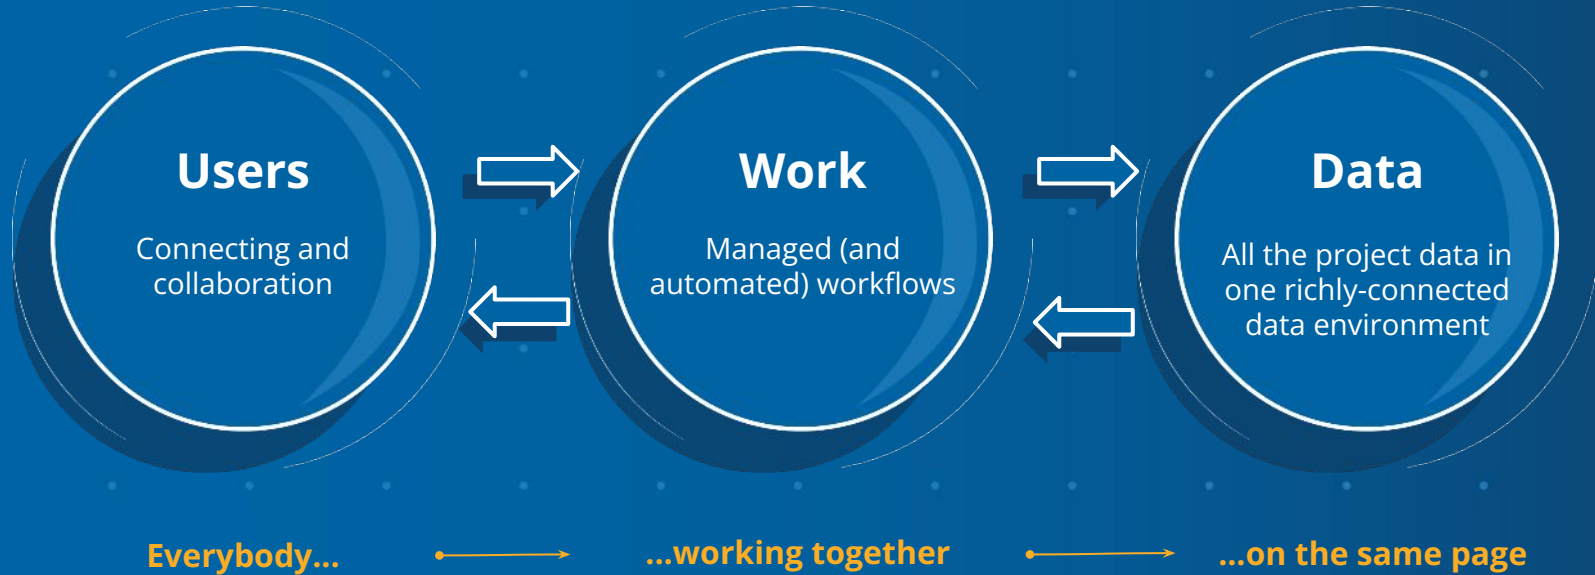 Users
Connecting and
collaboration
Work
Managed (and
automated) workflows
Data
All the project data in
one richly-connected
data environment
Everybody...
...working together
...on the same page